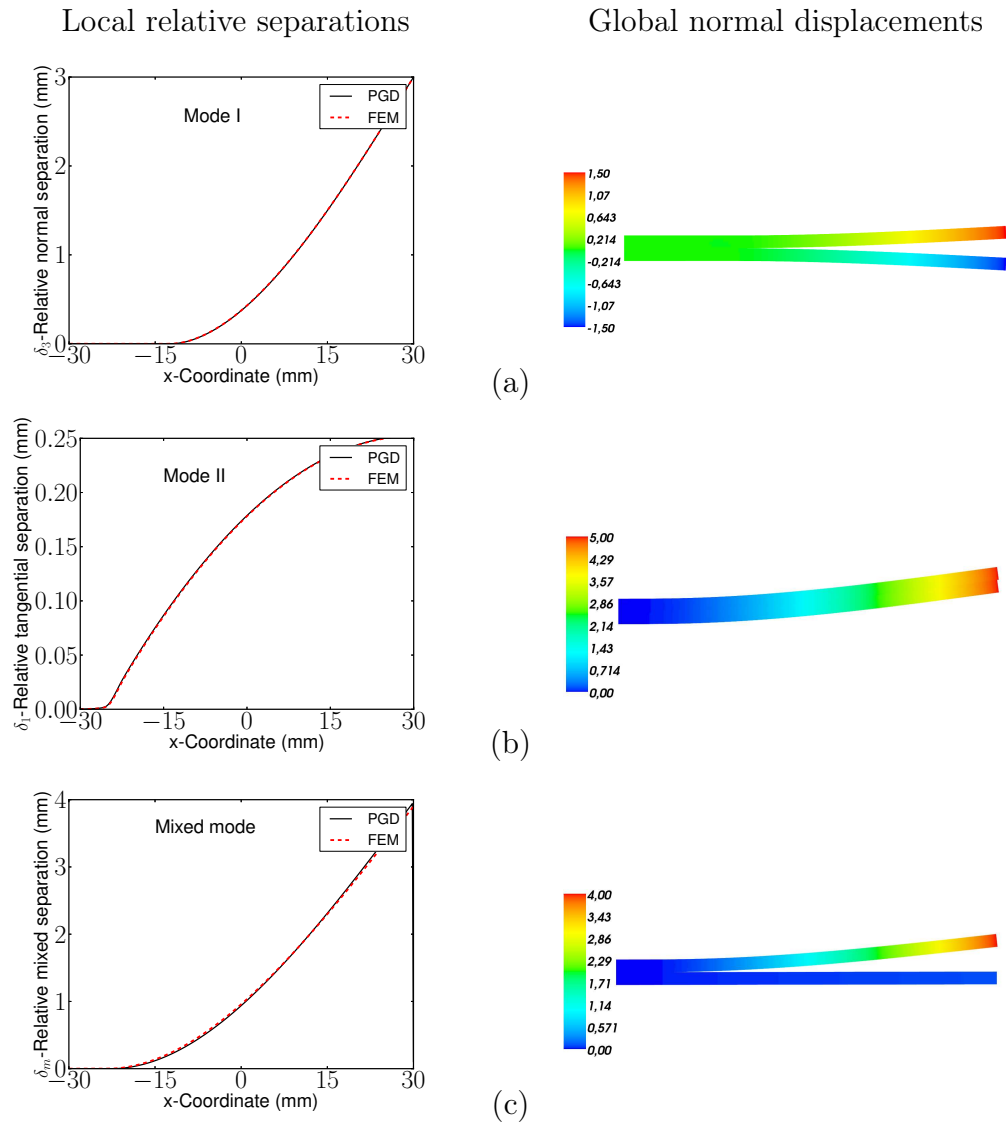 Local relative separations
Global normal displacements
δ3-Relative normal separation (mm)
3
2
1
0
Mode I
PGD
FEM
−30 −15 0 15 30
x-Coordinate (mm)
1,50
1,07
0,643
0,214
-0,214
-0,643
-1,07
-1,50
(a)
δ1-Relative tangential separation (mm)
0.25
0.20
0.15
0.10
0.05
0.00
Mode II
PGD
FEM
−30 −15 0 15 30
x-Coordinate (mm)
5,00
4,29
3,57
2,86
2,14
1,43
0,714
0,00
(b)
δm-Relative mixed separation (mm)
4
3
2
1
0
Mixed mode
PGD
FEM
−30 −15 0 15 30
x-Coordinate (mm)
4,00
3,43
2,86
2,29
1,71
1,14
0,571
0,00
(c)